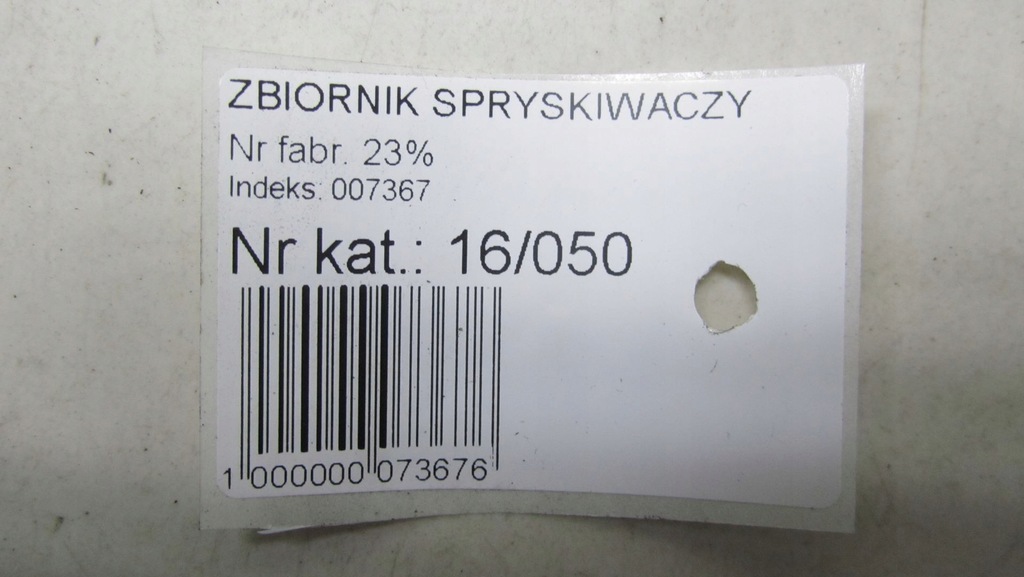 ZBIORNIK SPRYSKIWACZY
Nr fabr. 23%
Indeks: 007367
Nr kat.: 16/050
1 000000 073676